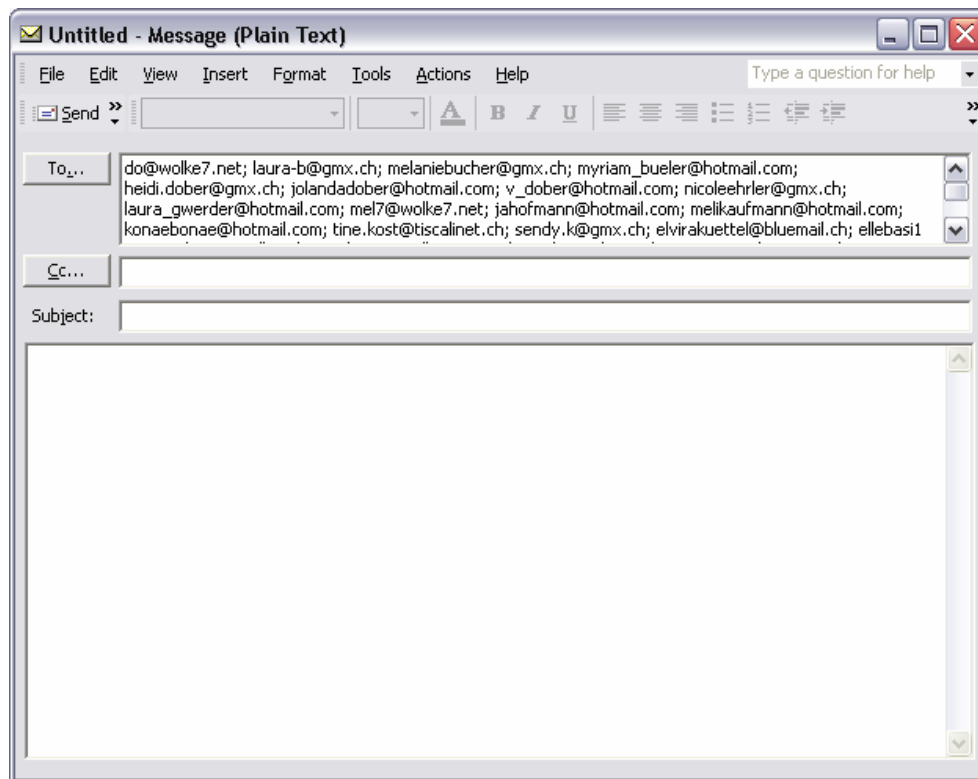 Untitled - Message (Plain Text)
File Edit View Insert Format Tools Actions Help Type a question for help
Send A B I U
To... do@wolke7.net; laura-b@gmx.ch; melaniebucher@gmx.ch; myriam_bueler@hotmail.com;
heidi.dober@gmx.ch; jolandadober@hotmail.com; v_dober@hotmail.com; nicoleehrler@gmx.ch;
laura_gwerder@hotmail.com; mel7@wolke7.net; jahofmann@hotmail.com; melikaufmann@hotmail.com;
konaebonae@hotmail.com; tine.kost@tiscalinet.ch; sendy.k@gmx.ch; elvirakuettel@bluemail.ch; ellebasi1
Cc...
Subject: